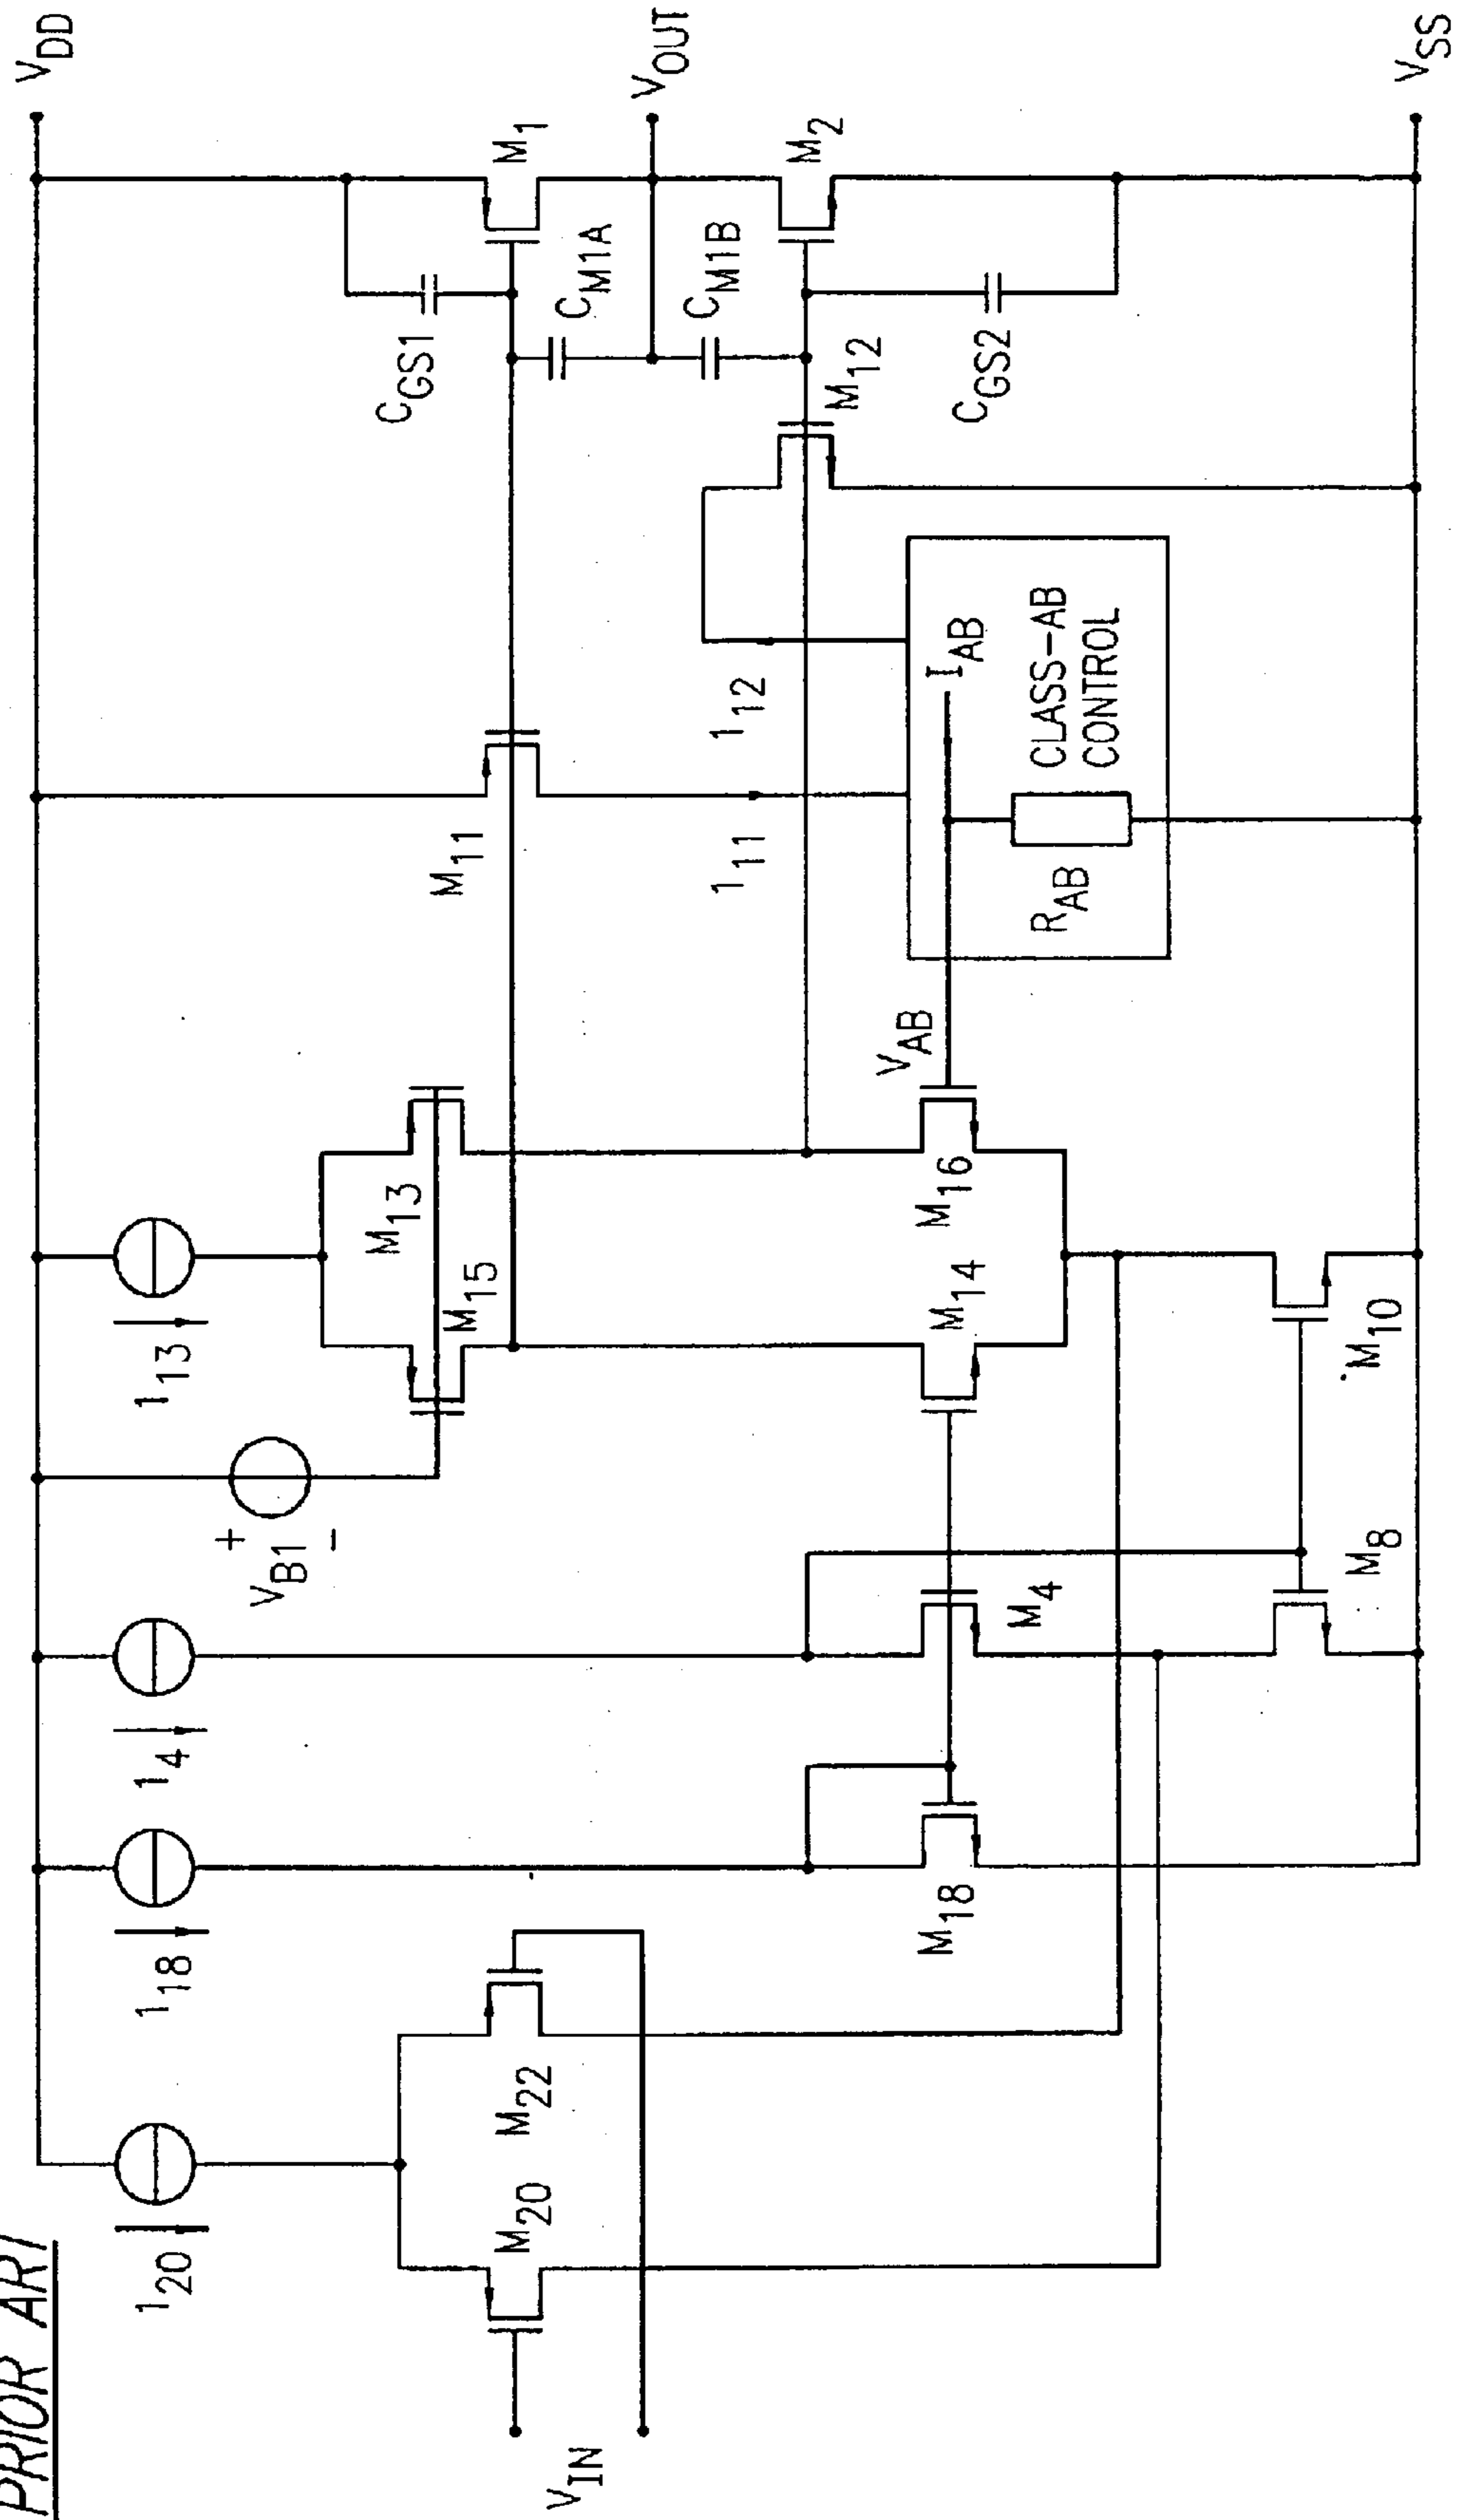 PRIOR ART
VIN
I20
M20
M22
I18
M18
I4
M4
M8
+
VB1
-
I13
M15
M13
M14
M16
M10
VAB
M11
I11
I12
RAB
IAB
CLASS-AB
CONTROL
M12
CGS1
CM1A
CM1B
CGS2
M1
M2
VDD
VOUT
VSS